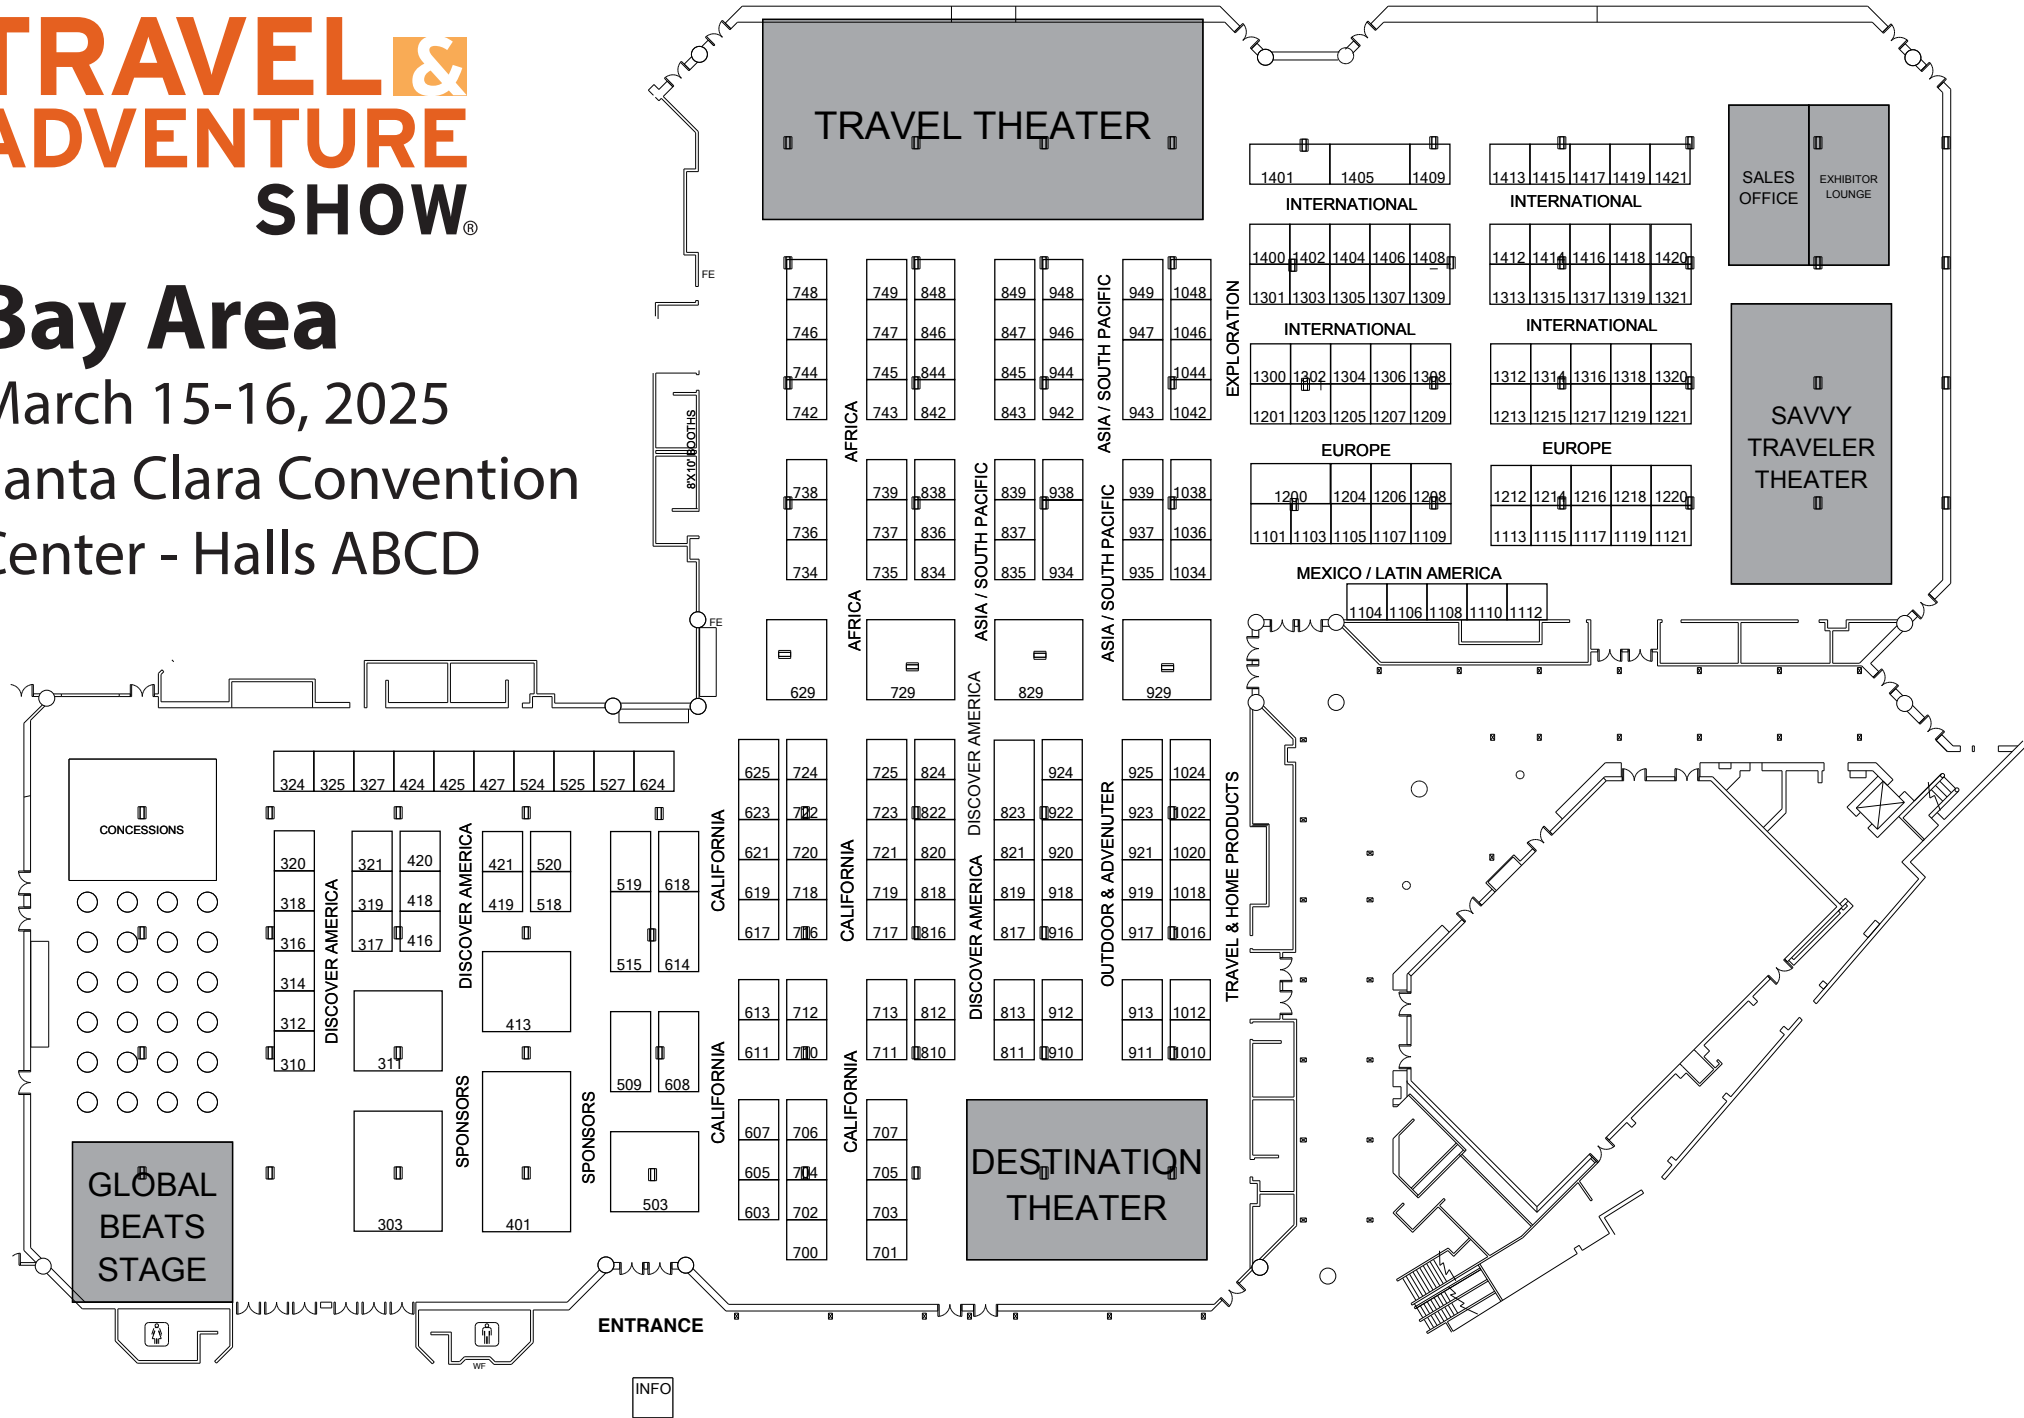 TRAVEL &
ADVENTURE
SHOW®
Bay Area
March 15-16, 2025
Santa Clara Convention
Center - Halls ABCD
TRAVEL THEATER
SALES
OFFICE
EXHIBITOR
LOUNGE
SAVVY
TRAVELER
THEATER
1401 1405 1409
1413 1415 1417 1419 1421
INTERNATIONAL
INTERNATIONAL
1400 1402 1404 1406 1408
1412 1414 1416 1418 1420
1301 1303 1305 1307 1309
1313 1315 1317 1319 1321
INTERNATIONAL
INTERNATIONAL
1300 1302 1304 1306 1308
1312 1314 1316 1318 1320
1201 1203 1205 1207 1209
1213 1215 1217 1219 1221
EUROPE
EUROPE
1200 1204 1206 1208
1212 1214 1216 1218 1220
1101 1103 1105 1107 1109
1113 1115 1117 1119 1121
MEXICO / LATIN AMERICA
1104 1106 1108 1110 1112
FE
8'X10' BOOTHS
FE
748 749 848 849 948 949 1048
746 747 846 847 946 947 1046
744 745 844 845 944 1044
742 743 842 843 942 943 1042
AFRICA
ASIA / SOUTH PACIFIC
EXPLORATION
738 739 838 839 938 939 1038
736 737 836 837 937 1036
734 735 834 835 934 935 1034
AFRICA
ASIA / SOUTH PACIFIC
ASIA / SOUTH PACIFIC
629 729 829 929
DISCOVER AMERICA
324 325 327 424 425 427 524 525 527 624
625 724 725 824 924 925 1024
623 722 723 822 823 922 923 1022
621 720 721 820 821 920 921 1020
619 718 719 818 819 918 919 1018
617 716 717 816 817 916 917 1016
CALIFORNIA
CALIFORNIA
DISCOVER AMERICA
OUTDOOR & ADVENUTER
TRAVEL & HOME PRODUCTS
CONCESSIONS
320 321 420 421 520
318 319 418 419 518
316 317 416
314
312
310
519 618
515 614
DISCOVER AMERICA
DISCOVER AMERICA
311 413
509 608
613 712 713 812 813 912 913 1012
611 710 711 810 811 910 911 1010
SPONSORS
SPONSORS
CALIFORNIA
CALIFORNIA
303 401 503
607 706 707
605 704 705
603 702 703
700 701
DESTINATION
THEATER
GLOBAL
BEATS
STAGE
WF
ENTRANCE
INFO